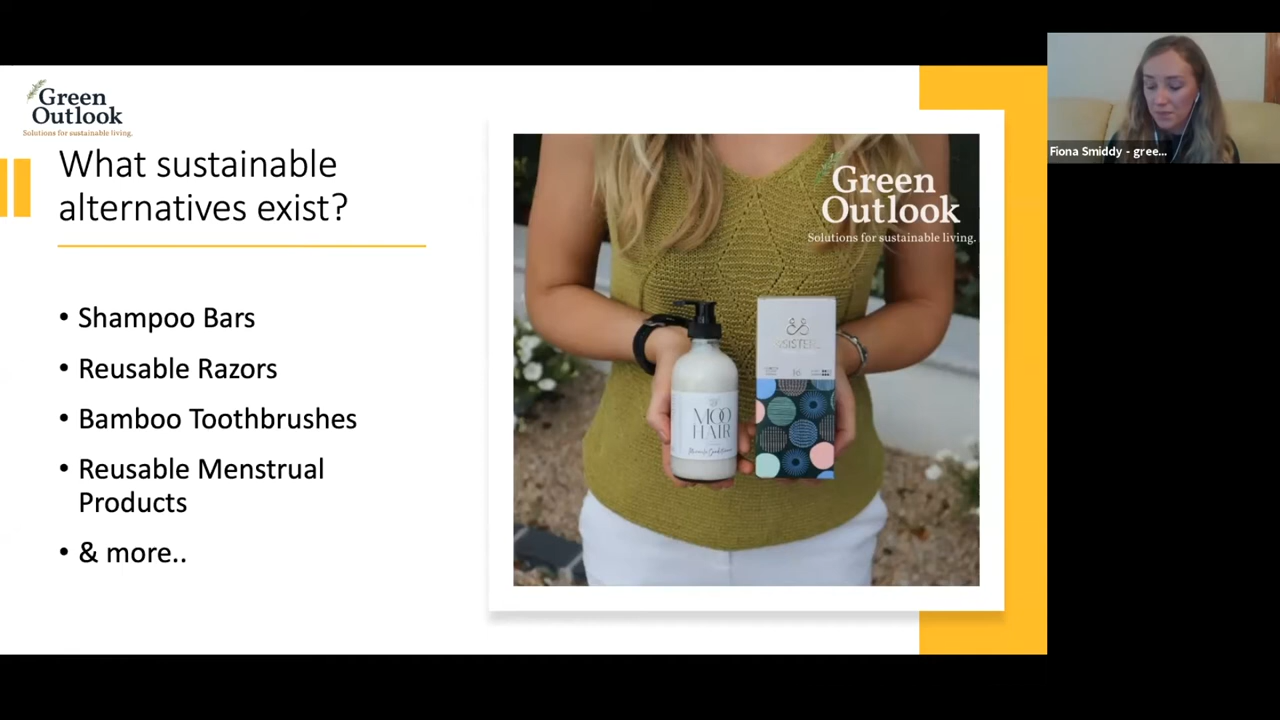 Green
Outlook
Solutions for sustainable living.
What sustainable
alternatives exist?
• Shampoo Bars
• Reusable Razors
• Bamboo Toothbrushes
• Reusable Menstrual
Products
• & more..
Green
Outlook
Solutions for sustainable living.
MOO
HAIR
Fiona Smiddy - gree...